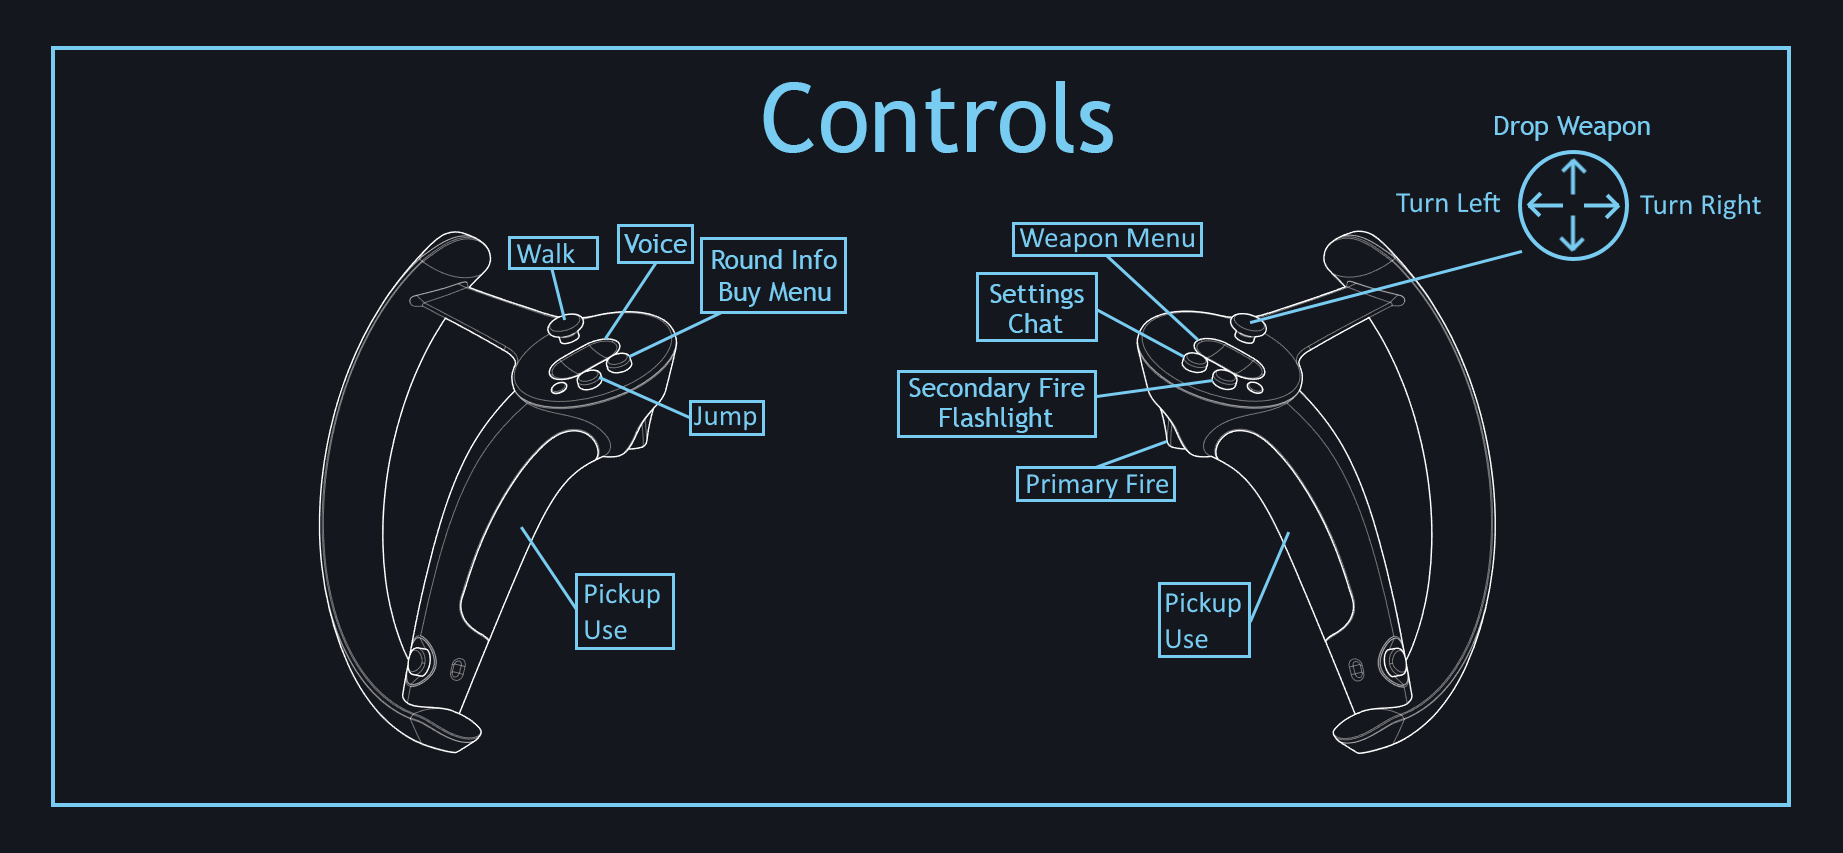 Controls
Drop Weapon
Turn Left
Turn Right
Walk
Voice
Round Info
Buy Menu
Jump
Pickup
Use
Weapon Menu
Settings
Chat
Secondary Fire
Flashlight
Primary Fire
Pickup
Use